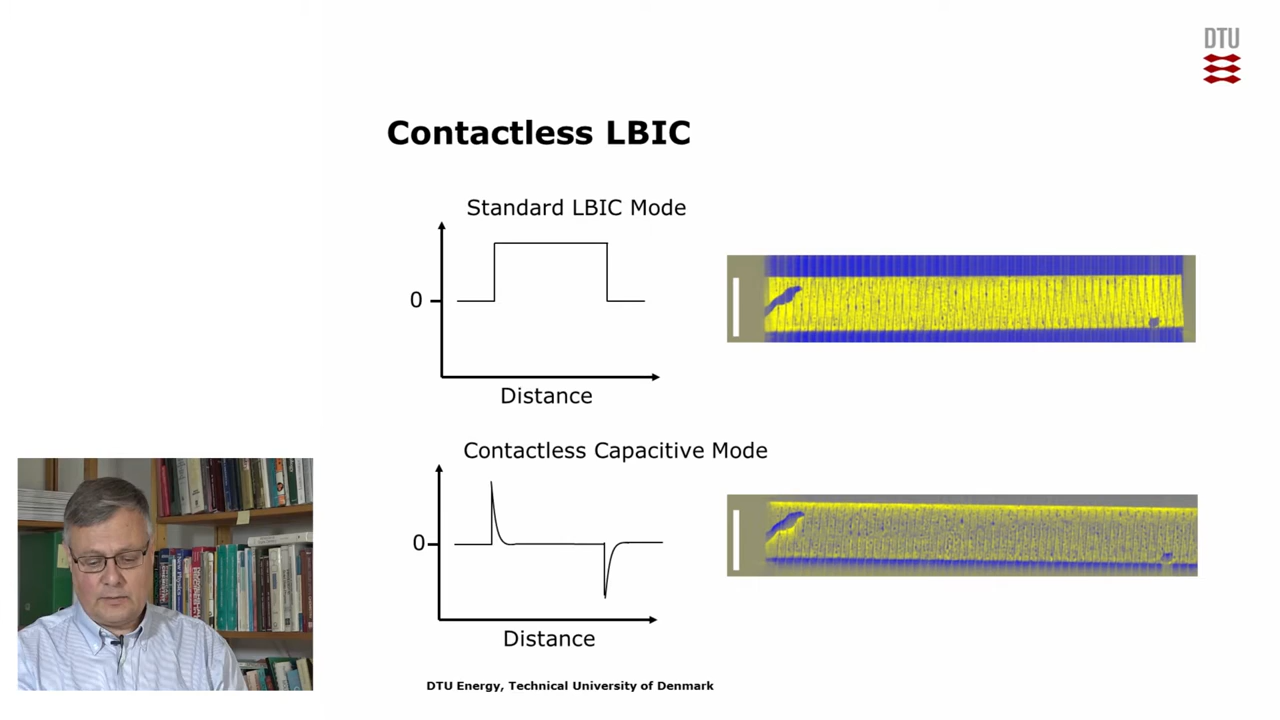 DTU
Contactless LBIC
Standard LBIC Mode
0
Distance
Contactless Capacitive Mode
0
Distance
DTU Energy, Technical University of Denmark